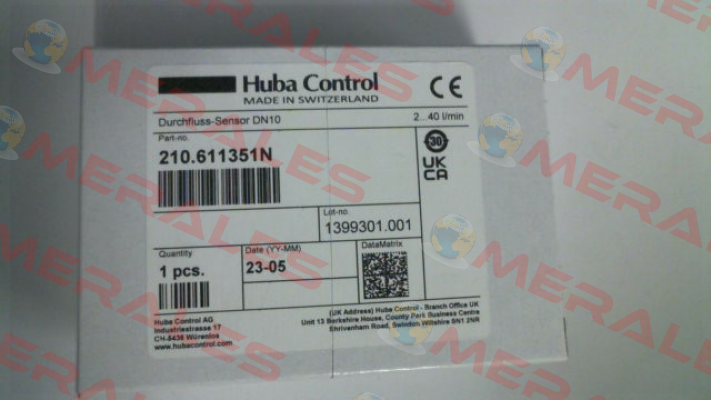 Huba Control
MADE IN SWITZERLAND
CE
Durchfluss-Sensor DN10
2...40 l/min
Part-no.
210.611351N
30
UK
CA
Lot-no.
1399301.001
Quantity
1 pcs.
Date (YY-MM)
23-05
DataMatrix
Huba Control AG
Industriestrasse 17
CH-5436 Würenlos
www.hubacontrol.com
(UK Address) Huba Control - Branch Office UK
Unit 13 Berkshire House, County Park Business Centre
Shrivenham Road, Swindon Wiltshire SN1 2NR
MERALES
MERALES
MERALES
MERALES